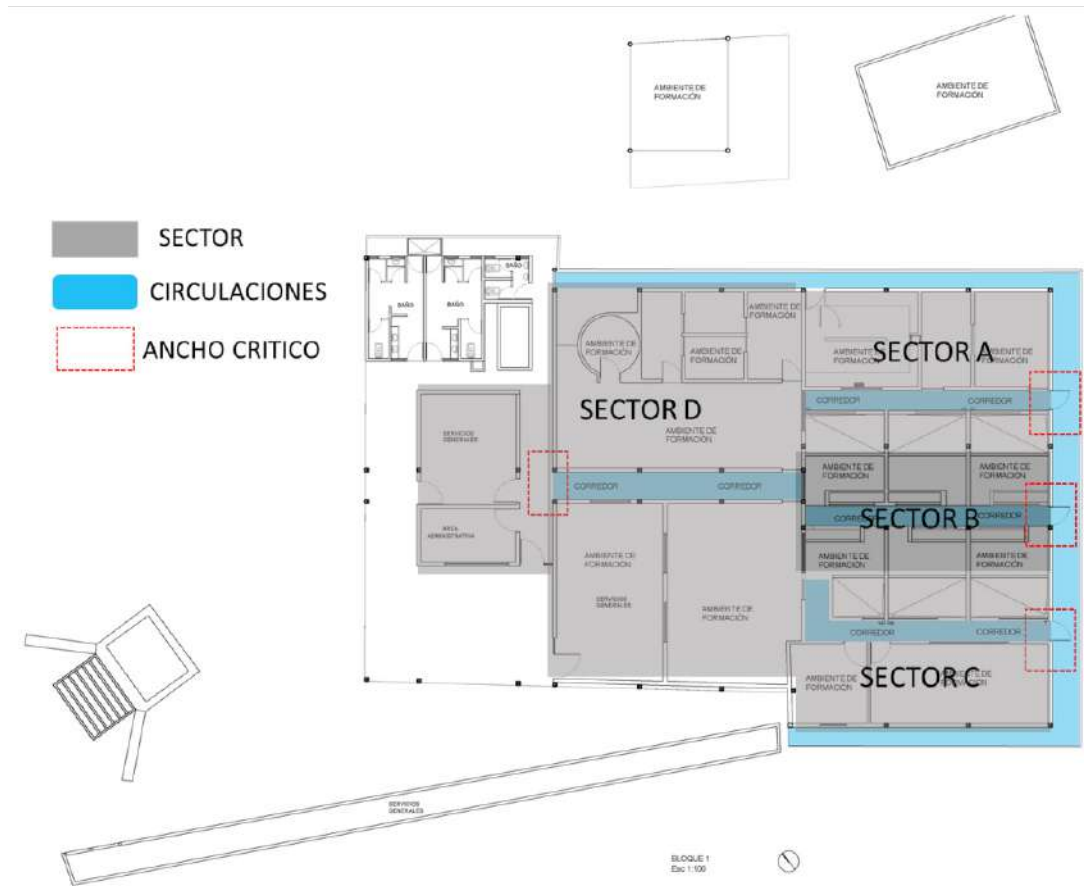 AMBIENTE DE
FORMACIÓN
AMBIENTE DE
FORMACIÓN
SECTOR
CIRCULACIONES
ANCHO CRITICO
BAÑO
BAÑO
BAÑO
AMBIENTE DE
FORMACIÓN
AMBIENTE DE
FORMACIÓN
AMBIENTE DE
FORMACIÓN
AMBIENTE DE
FORMACIÓN
SECTOR A
AMBIENTE DE
FORMACIÓN
CORREDOR
CORREDOR
SECTOR D
AMBIENTE DE
FORMACIÓN
SERVICIOS
GENERALES
CORREDOR
CORREDOR
AMBIENTE DE
FORMACIÓN
AMBIENTE DE
FORMACIÓN
CORREDOR
SECTOR B
CORREDOR
AREA
ADMINISTRATIVA
AMBIENTE DE
FORMACIÓN
AMBIENTE DE
FORMACIÓN
AMBIENTE DE
FORMACIÓN
SERVICIOS
GENERALES
AMBIENTE DE
FORMACIÓN
CORREDOR
CORREDOR
AMBIENTE DE
FORMACIÓN
SECTOR C
AMBIENTE DE
FORMACIÓN
SERVICIOS
GENERALES
BLOQUE 1
Esc 1:100